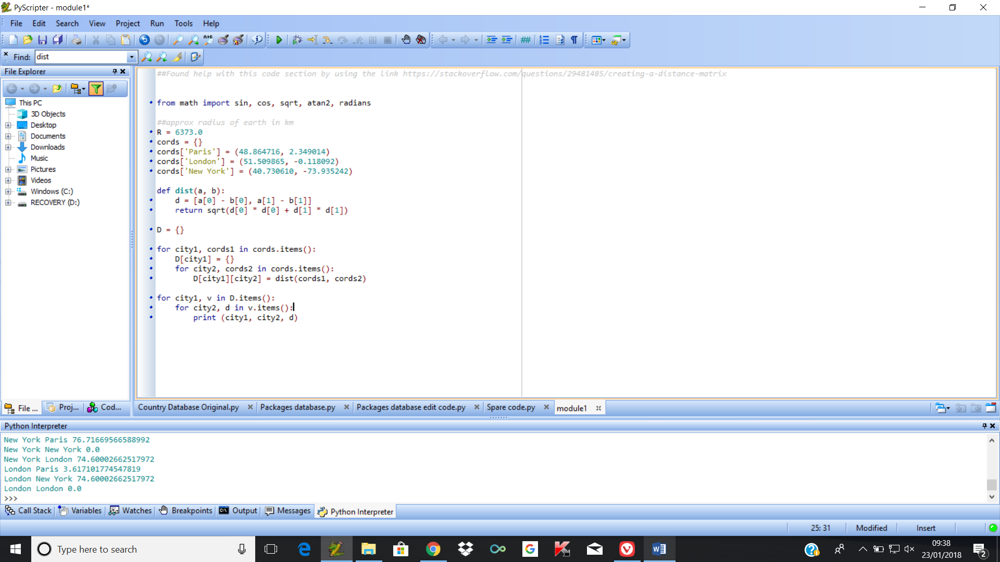 PyScripter - module1*
File Edit Search View Project Run Tools Help
Find: dist
File Explorer
This PC
3D Objects
Desktop
Documents
Downloads
Music
Pictures
Videos
Windows (C:)
RECOVERY (D:)
File ... Proj... Cod...
##Found help with this code section by using the link https://stackoverflow.com/questions/29481485/creating-a-distance-matrix
from math import sin, cos, sqrt, atan2, radians
##approx radius of earth in km
R = 6373.0
cords = {}
cords['Paris'] = (48.864716, 2.349014)
cords['London'] = (51.509865, -0.118092)
cords['New York'] = (40.730610, -73.935242)
def dist(a, b):
    d = [a[0] - b[0], a[1] - b[1]]
    return sqrt(d[0] * d[0] + d[1] * d[1])
D = {}
for city1, cords1 in cords.items():
    D[city1] = {}
    for city2, cords2 in cords.items():
        D[city1][city2] = dist(cords1, cords2)
for city1, v in D.items():
    for city2, d in v.items():
        print (city1, city2, d)
Country Database Original.py Packages database.py Packages database edit code.py Spare code.py module1
Python Interpreter
New York Paris 76.71669566588992
New York New York 0.0
New York London 74.60002662517972
London Paris 3.617101774547819
London New York 74.60002662517972
London London 0.0
>>>
Call Stack Variables Watches Breakpoints Output Messages Python Interpreter
25: 31 Modified Insert
Type here to search
09:38
23/01/2018
2